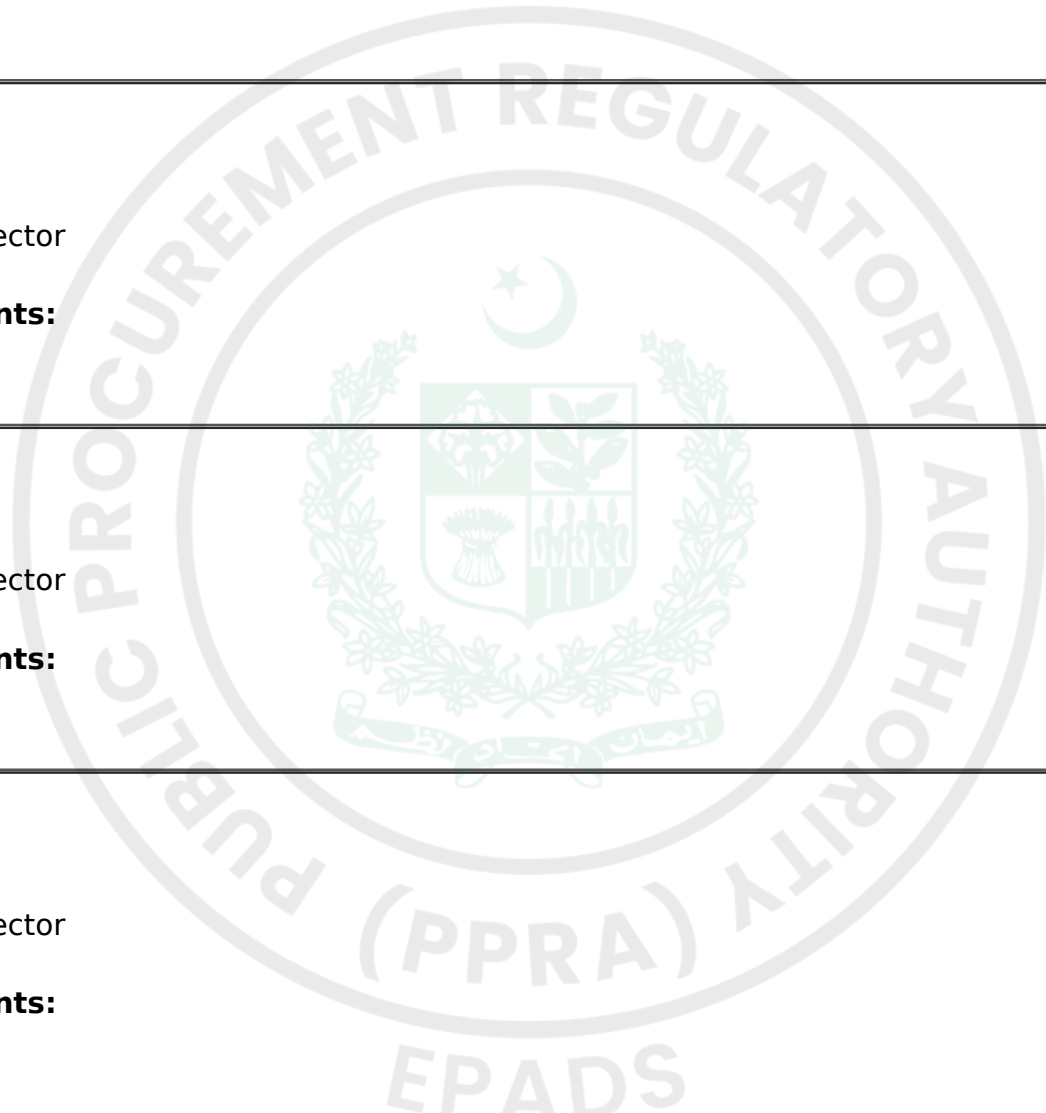 PUBLIC PROCUREMENT REGULATORY AUTHORITY
ector
nts:
ector
nts:
ector
(PPRA)
nts:
EPADS